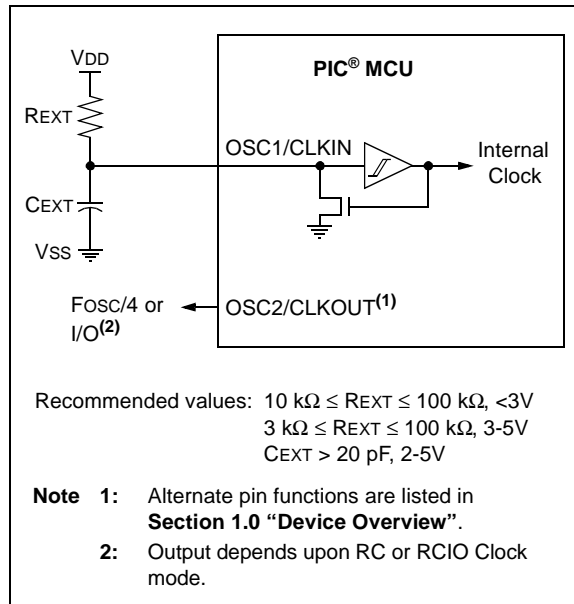 VDD
PIC® MCU
REXT
OSC1/CLKIN
Internal
Clock
CEXT
VSS
FOSC/4 or
I/O(2)
OSC2/CLKOUT(1)
Recommended values: 10 kΩ ≤ REXT ≤ 100 kΩ, <3V
3 kΩ ≤ REXT ≤ 100 kΩ, 3-5V
CEXT > 20 pF, 2-5V
Note 1: Alternate pin functions are listed in
Section 1.0 “Device Overview”.
2: Output depends upon RC or RCIO Clock
mode.